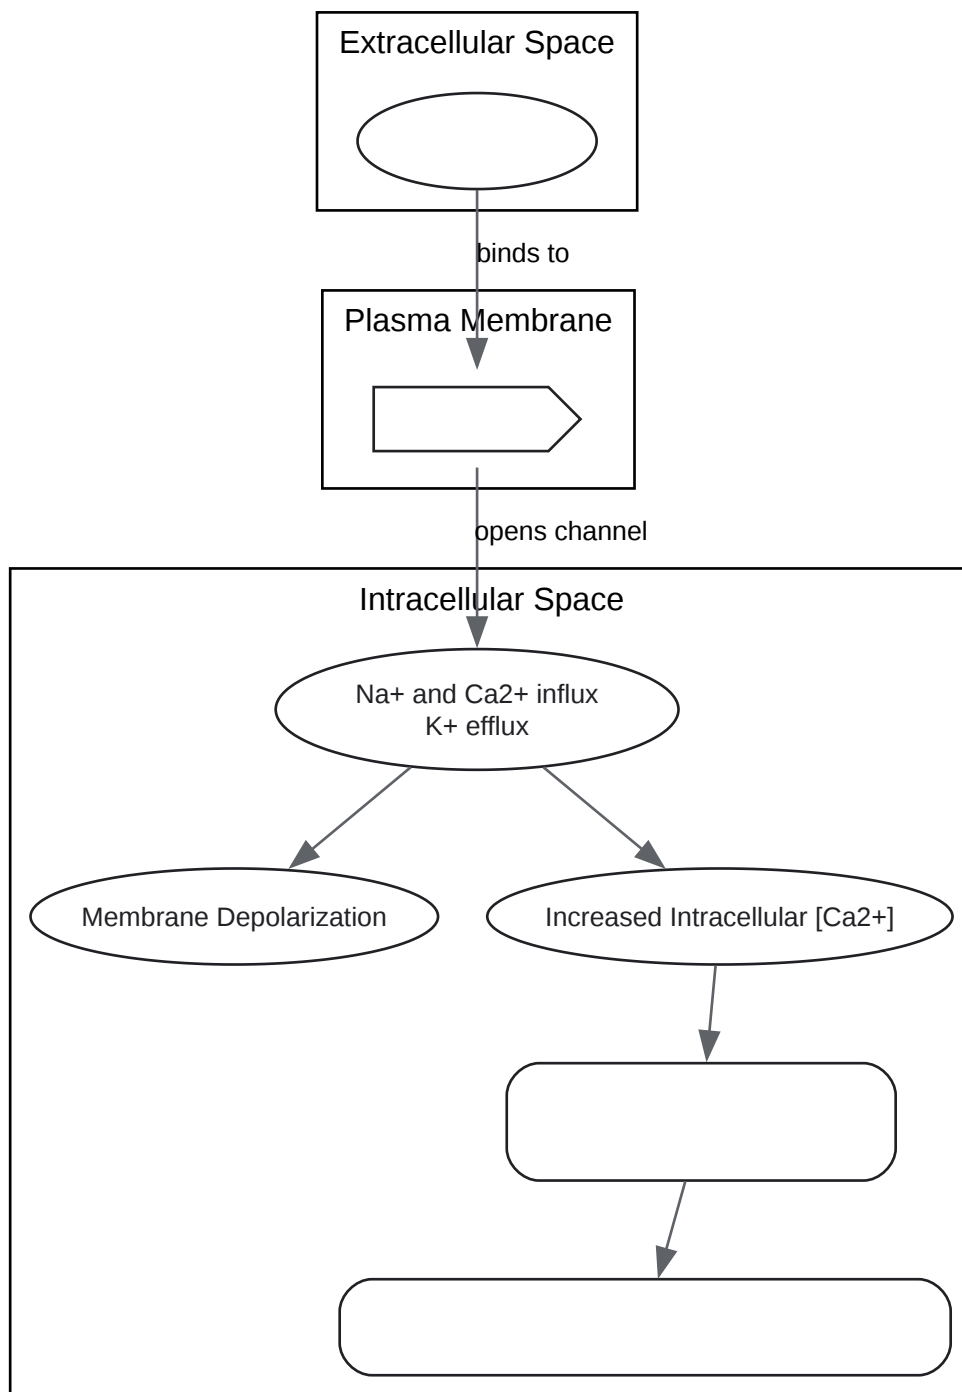 Extracellular Space
binds to
Plasma Membrane
opens channel
Intracellular Space
Na+ and Ca2+ influx
K+ efflux
Membrane Depolarization
Increased Intracellular [Ca2+]